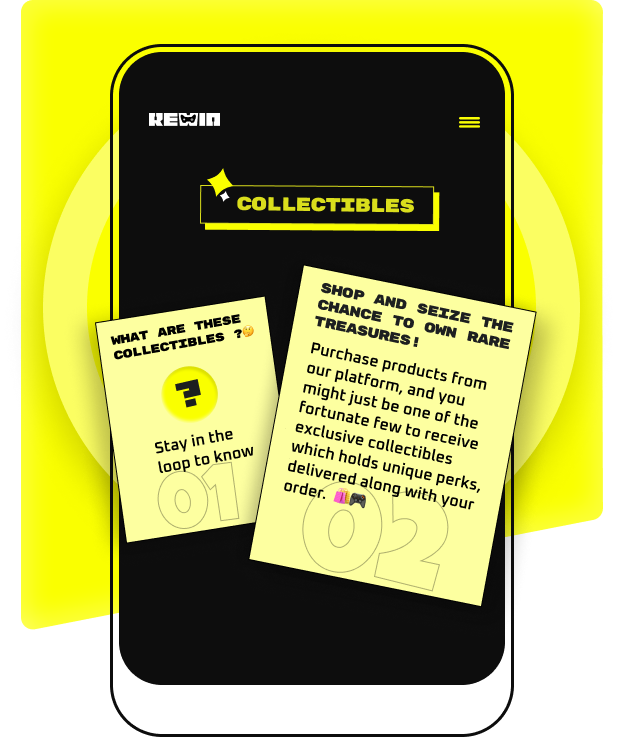 KEWIN
COLLECTIBLES
WHAT ARE THESE
COLLECTIBLES ?🤔
?
Stay in the
loop to know
01
SHOP AND SEIZE THE
CHANCE TO OWN RARE
TREASURES!
Purchase products from
our platform, and you
might just be one of the
fortunate few to receive
exclusive collectibles
which holds unique perks,
delivered along with your
order. 🛍️🎮
02